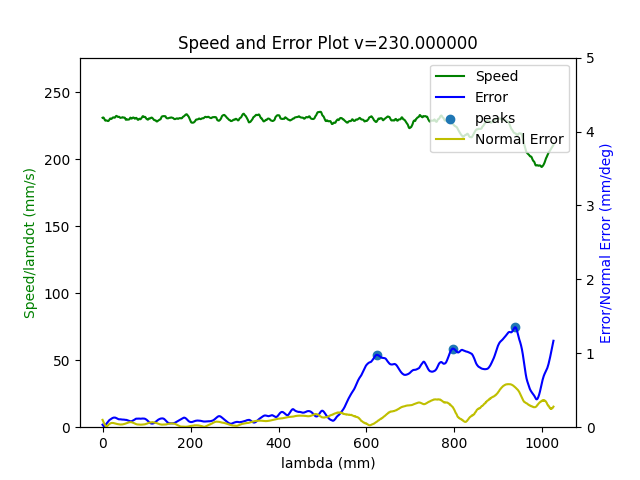 Speed and Error Plot v=230.000000
Speed
Error
peaks
Normal Error
250
200
150
100
50
0
Speed/lamdot (mm/s)
5
4
3
2
1
0
Error/Normal Error (mm/deg)
0 200 400 600 800 1000
lambda (mm)